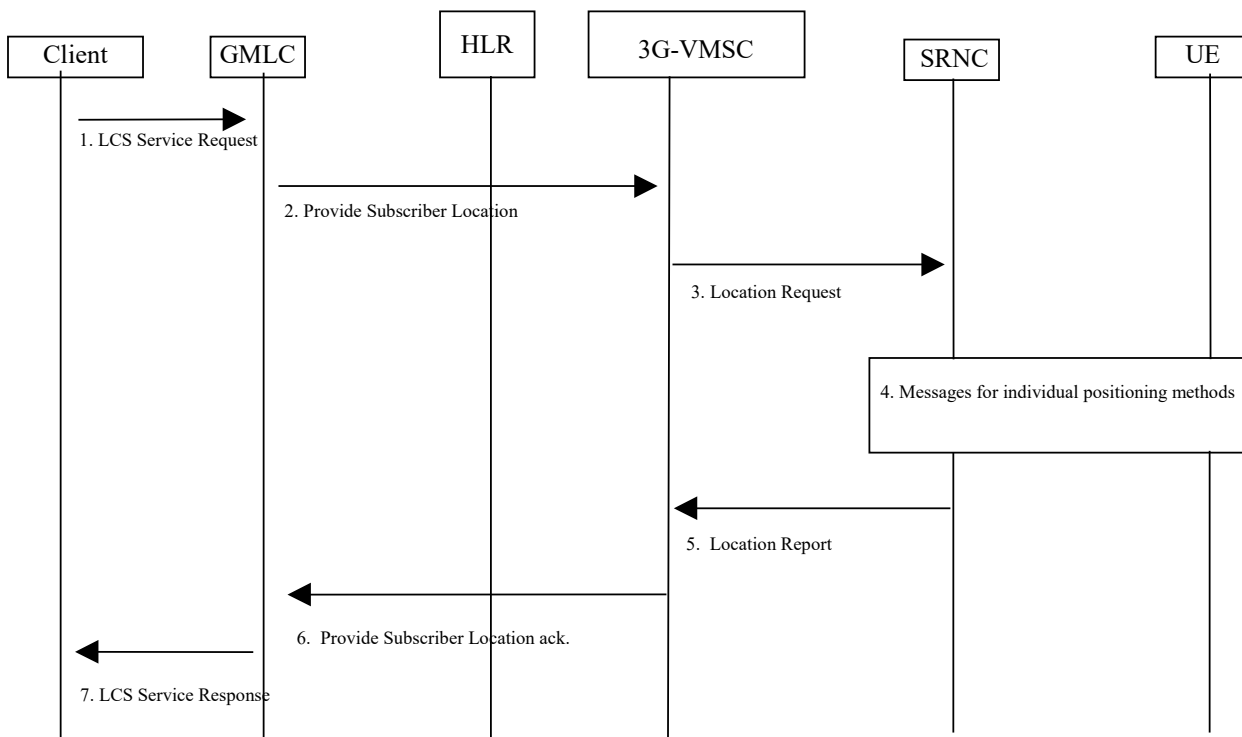 Client
GMLC
HLR
3G-VMSC
SRNC
UE
1. LCS Service Request
2. Provide Subscriber Location
3. Location Request
4. Messages for individual positioning methods
5. Location Report
6. Provide Subscriber Location ack.
7. LCS Service Response